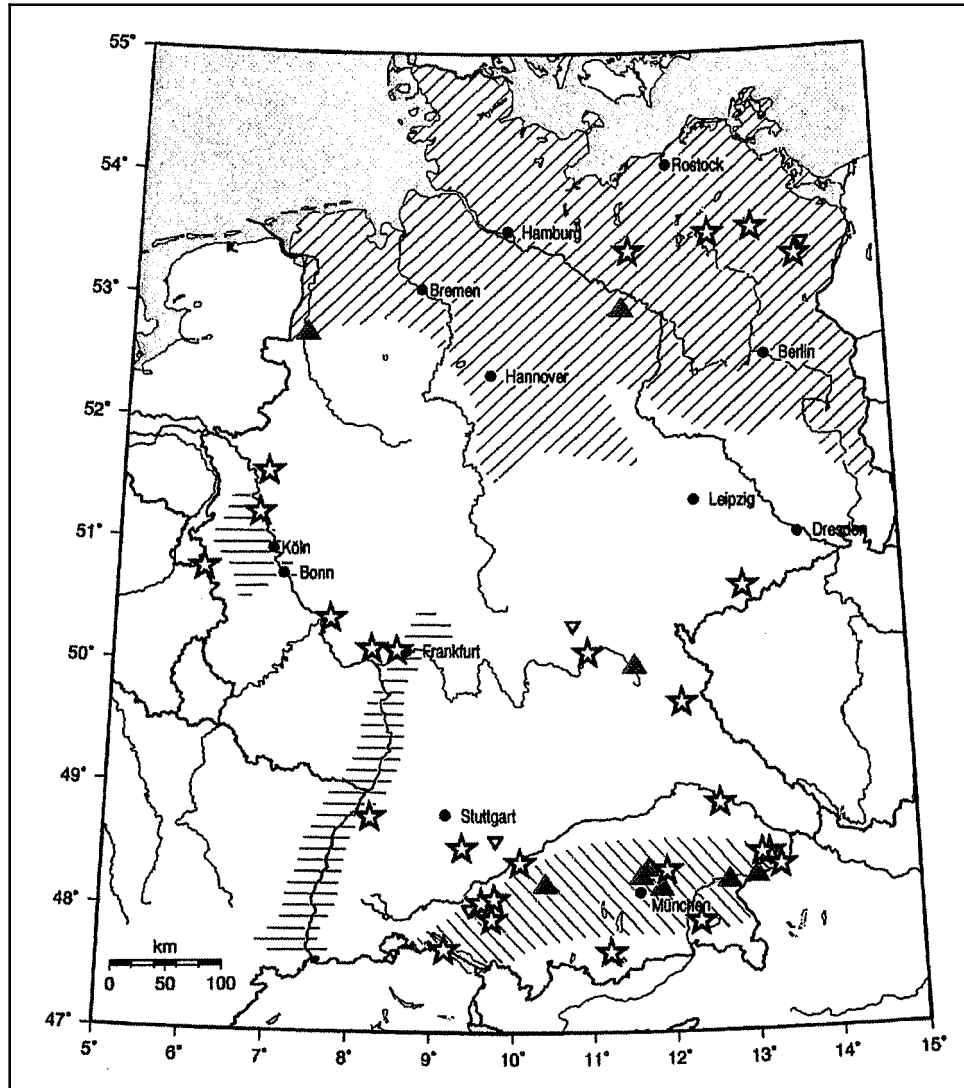 55°
54°
53°
52°
51°
50°
49°
48°
47°
Rostock
Hamburg
Bremen
Berlin
Hannover
Leipzig
Dresden
Köln
Bonn
Frankfurt
Stuttgart
München
km
0 50 100
5° 6° 7° 8° 9° 10° 11° 12° 13° 14° 15°